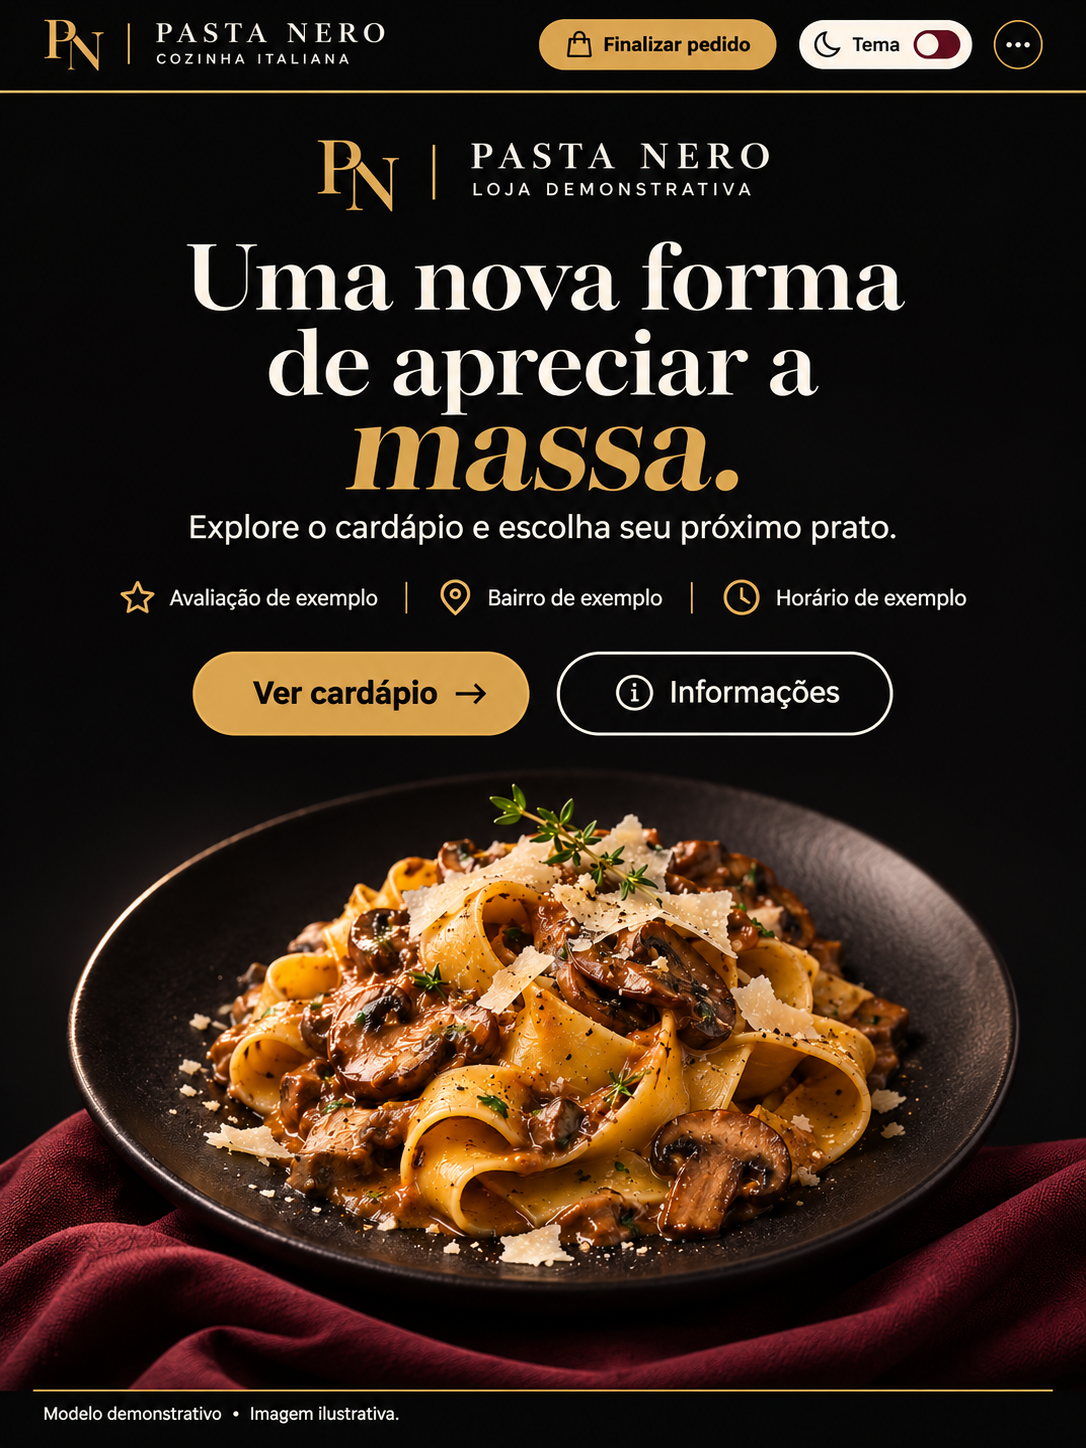 PN PASTA NERO
COZINHA ITALIANA
Finalizar pedido
Tema
PN PASTA NERO
LOJA DEMONSTRATIVA
Uma nova forma
de apreciar a
massa.
Explore o cardápio e escolha seu próximo prato.
Avaliação de exemplo
Bairro de exemplo
Horário de exemplo
Ver cardápio →
Informações
Modelo demonstrativo • Imagem ilustrativa.